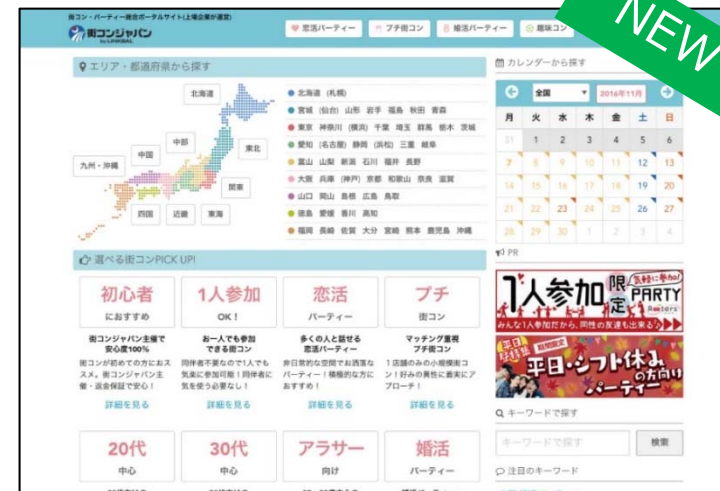 街コン・パーティー総合ポータルサイト(上場企業が運営)
街コンジャパン
by LINKBAL
恋活パーティー
プチ街コン
婚活パーティー
趣味コン
NEW
エリア・都道府県から探す
北海道
東北
中部
中国
九州・沖縄
関東
四国
近畿
東海
北海道 (札幌)
宮城 (仙台) 山形 岩手 福島 秋田 青森
東京 神奈川 (横浜) 千葉 埼玉 群馬 栃木 茨城
愛知 (名古屋) 静岡 (浜松) 三重 岐阜
富山 山梨 新潟 石川 福井 長野
大阪 兵庫 (神戸) 京都 和歌山 奈良 滋賀
山口 岡山 島根 広島 鳥取
徳島 愛媛 香川 高知
福岡 長崎 佐賀 大分 宮崎 熊本 鹿児島 沖縄
カレンダーから探す
全国
2016年11月
月 火 水 木 金 土 日
31 1 2 3 4 5 6
7 8 9 10 11 12 13
14 15 16 17 18 19 20
21 22 23 24 25 26 27
28 29 30 1 2 3 4
PR
1人参加限定
気軽に参加!
PARTY
Rooters
みんな1人参加だから、同性の友達も出来る♪
平日特集
期間限定
平日・シフト休みの方向け
パーティー
キーワードで探す
キーワードで探す
検索
注目のキーワード
選べる街コンPICK UP!
初心者
におすすめ
街コンジャパン主催で
安心度100%
街コンが初めての方におス
スメ。街コンジャパン主
催・返金保証で安心!
詳細を見る
1人参加
OK!
お一人でも参加
できる街コン
同伴者不要なので1人でも
気楽に参加可能!同伴者に
気を使う必要なし!
詳細を見る
恋活
パーティー
多くの人と話せる
恋活パーティー
非日常的な空間でお洒落な
パーティー!積極的な方に
おすすめ!
詳細を見る
プチ
街コン
マッチング重視
プチ街コン
1店舗のみの小規模街コ
ン!好みの異性に着実にア
プローチ!
詳細を見る
20代
中心
30代
中心
アラサー
向け
婚活
パーティー